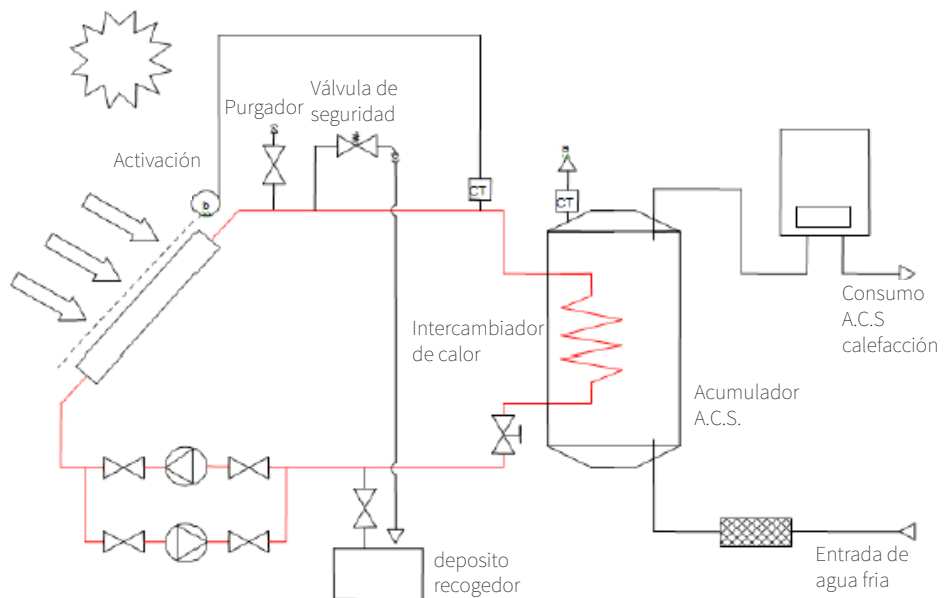 Válvula de
seguridad
Purgador
Activación
b
CT
a
CT
Consumo
A.C.S
calefacción
Intercambiador
de calor
Acumulador
A.C.S.
deposito
recogedor
Entrada de
agua fria